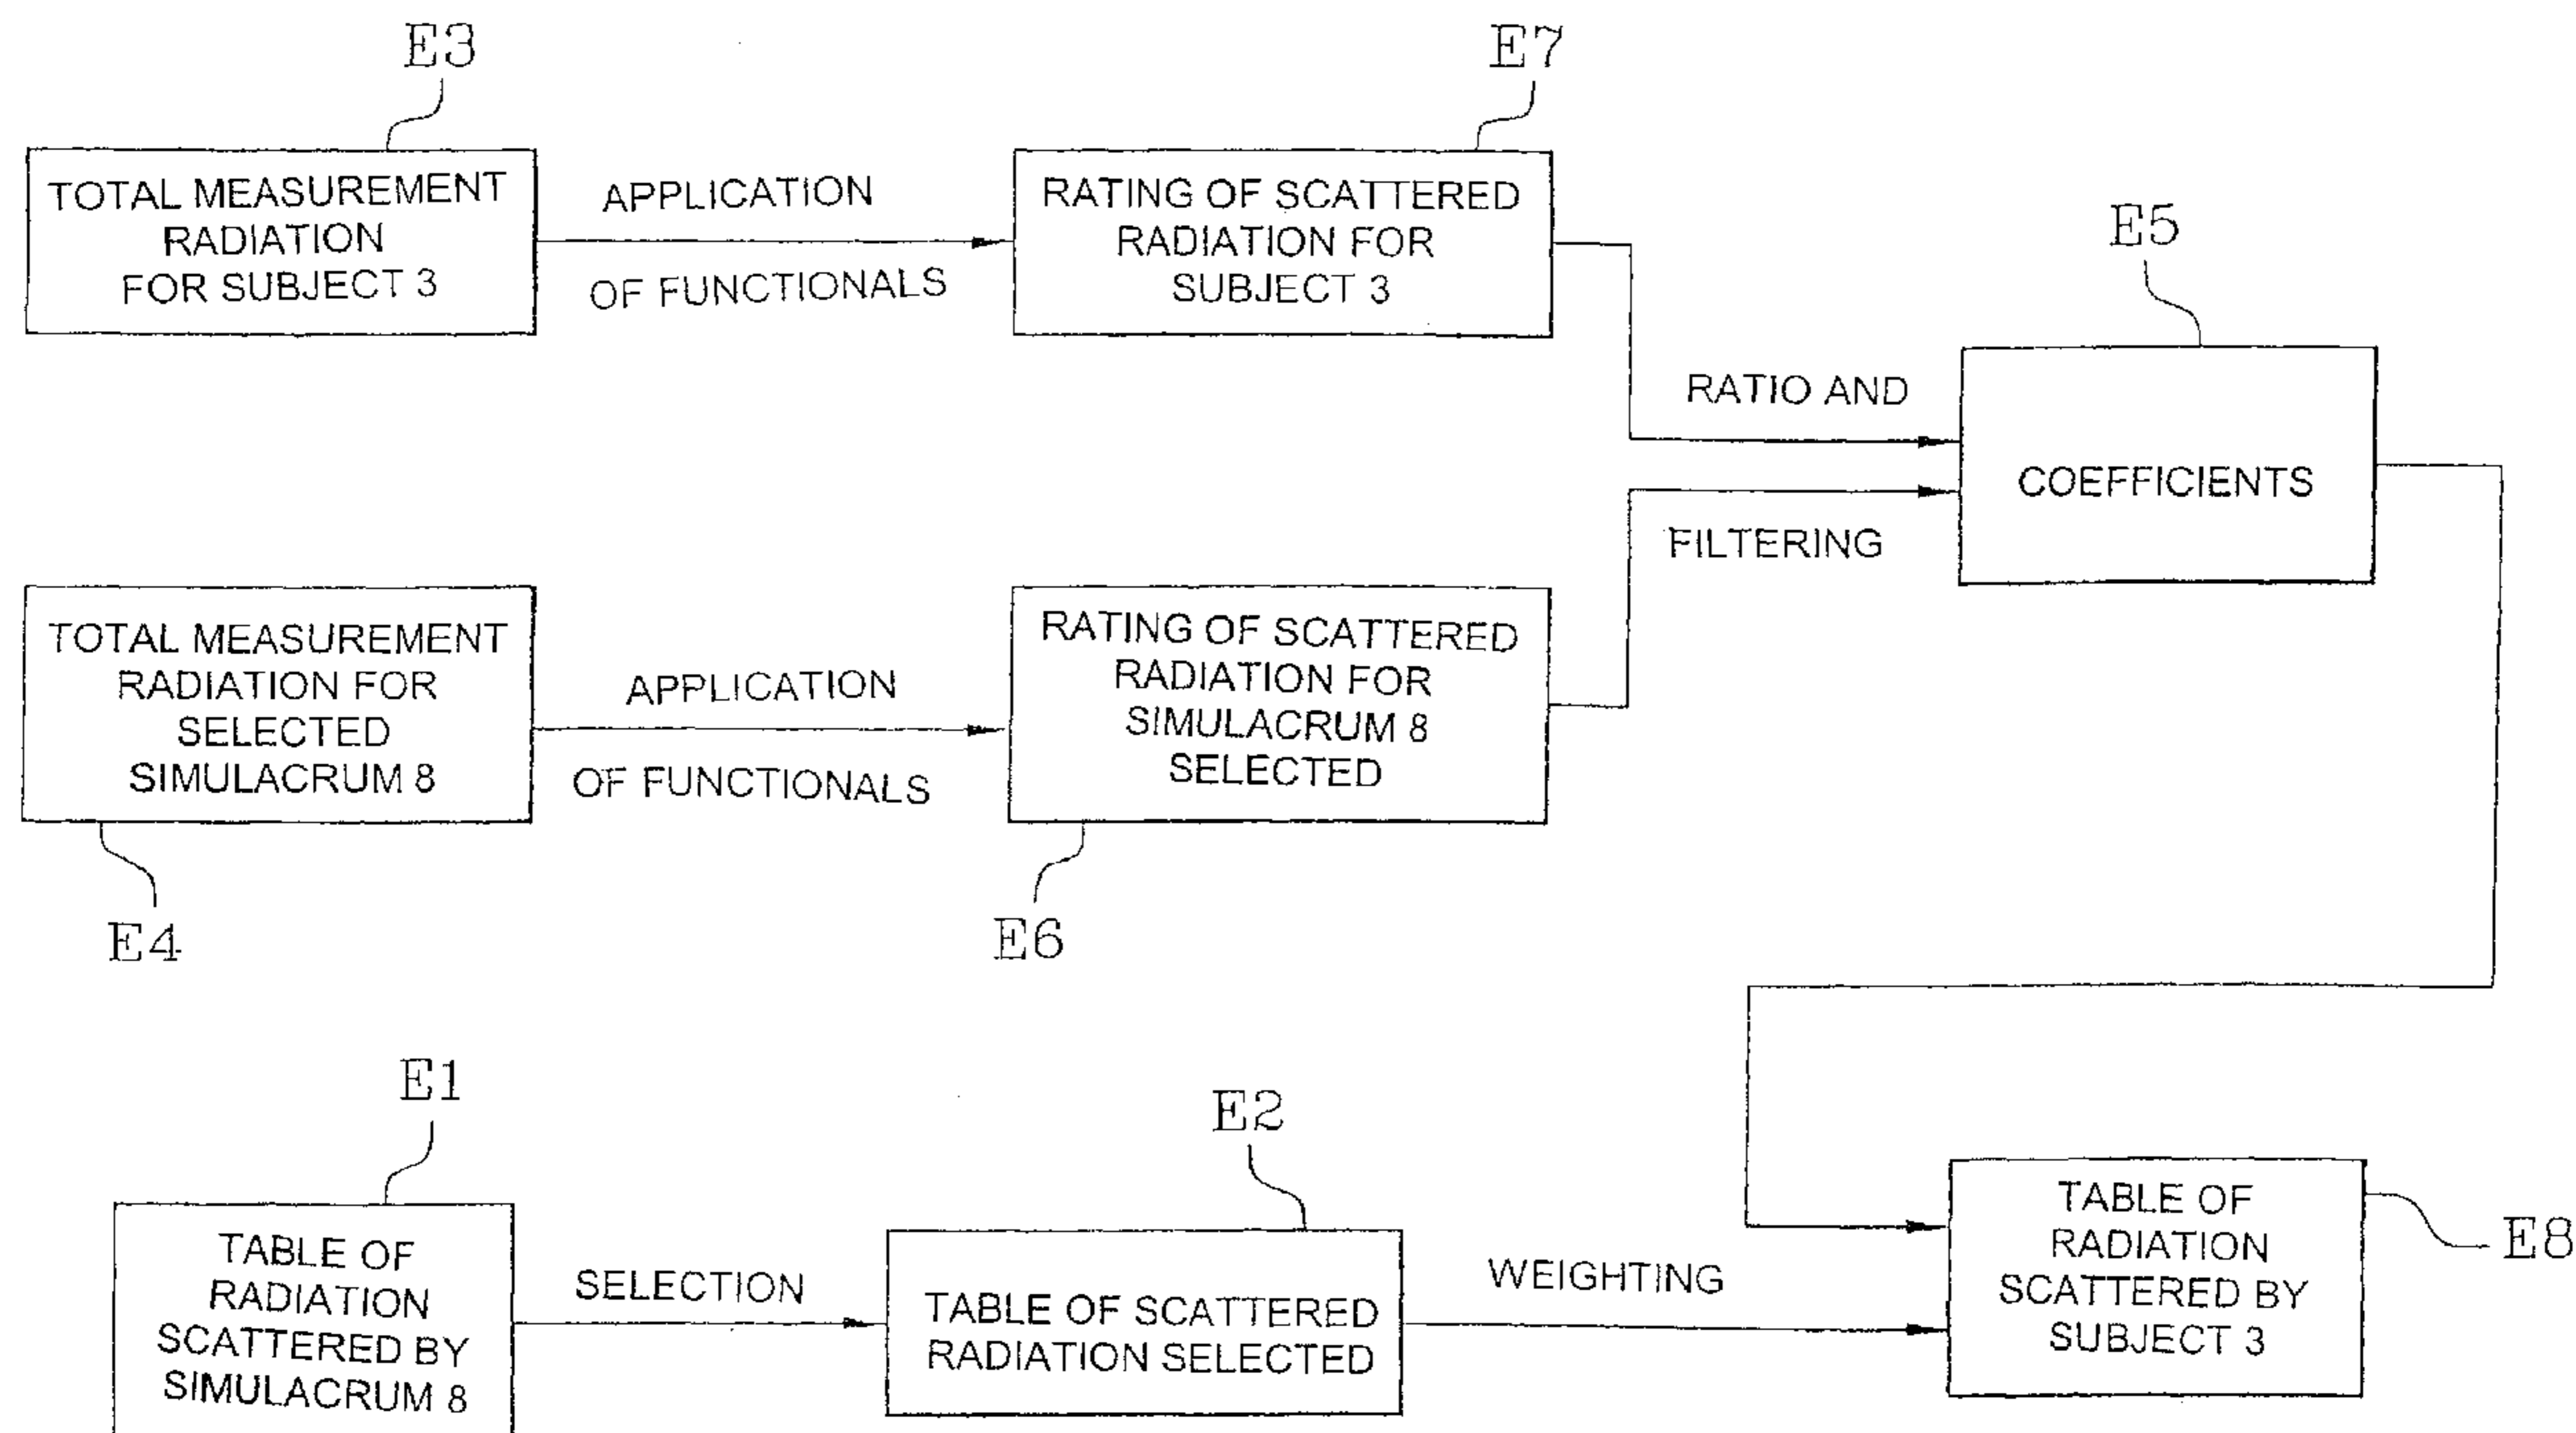 E3
E7
TOTAL MEASUREMENT
RADIATION
FOR SUBJECT 3
APPLICATION
OF FUNCTIONALS
RATING OF SCATTERED
RADIATION FOR
SUBJECT 3
E5
RATIO AND
FILTERING
COEFFICIENTS
TOTAL MEASUREMENT
RADIATION FOR
SELECTED
SIMULACRUM 8
APPLICATION
OF FUNCTIONALS
RATING OF SCATTERED
RADIATION FOR
SIMULACRUM 8
SELECTED
E4
E6
E1
E2
TABLE OF
RADIATION
SCATTERED BY
SIMULACRUM 8
SELECTION
TABLE OF SCATTERED
RADIATION SELECTED
WEIGHTING
TABLE OF
RADIATION
SCATTERED BY
SUBJECT 3
E8